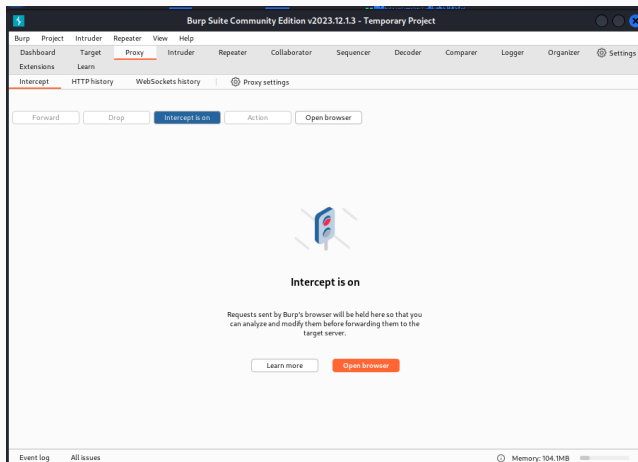 Burp Suite Community Edition v2023.12.1.3 - Temporary Project
Burp Project Intruder Repeater View Help
Dashboard Target Proxy Intruder Repeater Collaborator Sequencer Decoder Comparer Logger Organizer Settings
Extensions Learn
Intercept HTTP history WebSockets history Proxy settings
Forward Drop Intercept is on Action Open browser
Intercept is on
Requests sent by Burp's browser will be held here so that you
can analyze and modify them before forwarding them to the
target server.
Learn more Open browser
Event log All issues Memory: 104.1MB